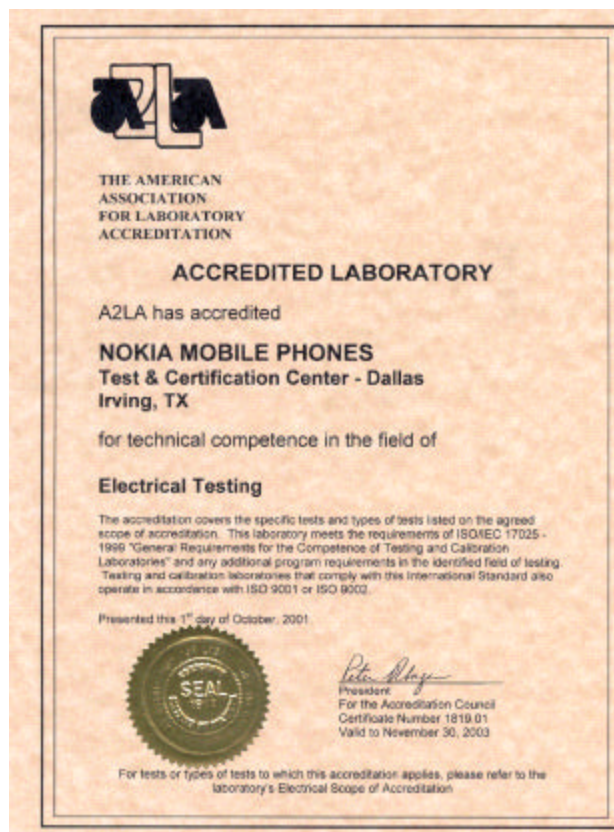 A2LA
THE AMERICAN
ASSOCIATION
FOR LABORATORY
ACCREDITATION
ACCREDITED LABORATORY
A2LA has accredited
NOKIA MOBILE PHONES
Test & Certification Center - Dallas
Irving, TX
for technical competence in the field of
Electrical Testing
The accreditation covers the specific tests and types of tests listed on the agreed
scope of accreditation. This laboratory meets the requirements of ISO/IEC 17025 -
1999 "General Requirements for the Competence of Testing and Calibration
Laboratories" and any additional program requirements in the identified field of testing.
Testing and calibration laboratories that comply with this International Standard also
operate in accordance with ISO 9001 or ISO 9002.
Presented this 1st day of October, 2001.
SEAL
President
For the Accreditation Council
Certificate Number 1819.01
Valid to November 30, 2003
For tests or types of tests to which this accreditation applies, please refer to the
laboratory's Electrical Scope of Accreditation